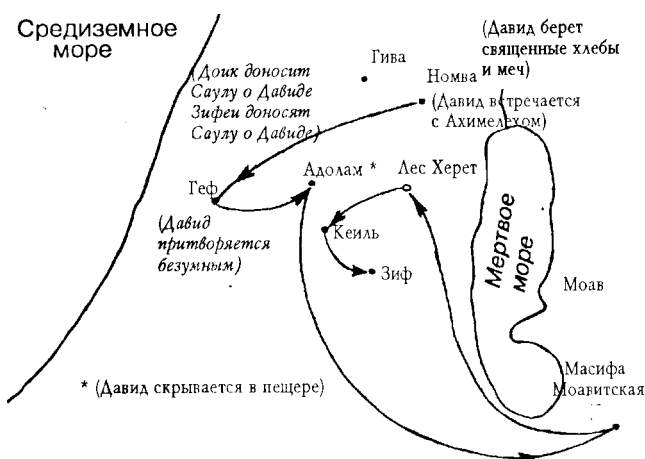 Средиземное
море
(Давид берет
священные хлебы
и меч)
Гива
Номва
(Доик доносит
Саулу о Давиде
Зифеи доносят
Саулу о Давиде)
(Давид встречается
с Ахимелехом)
Геф
Адолам *
Лес Херет
(Давид
притворяется
безумным)
Кеиль
Зиф
Мертвое
море
Моав
Масифа
Моавитская
* (Давид скрывается в пещере)